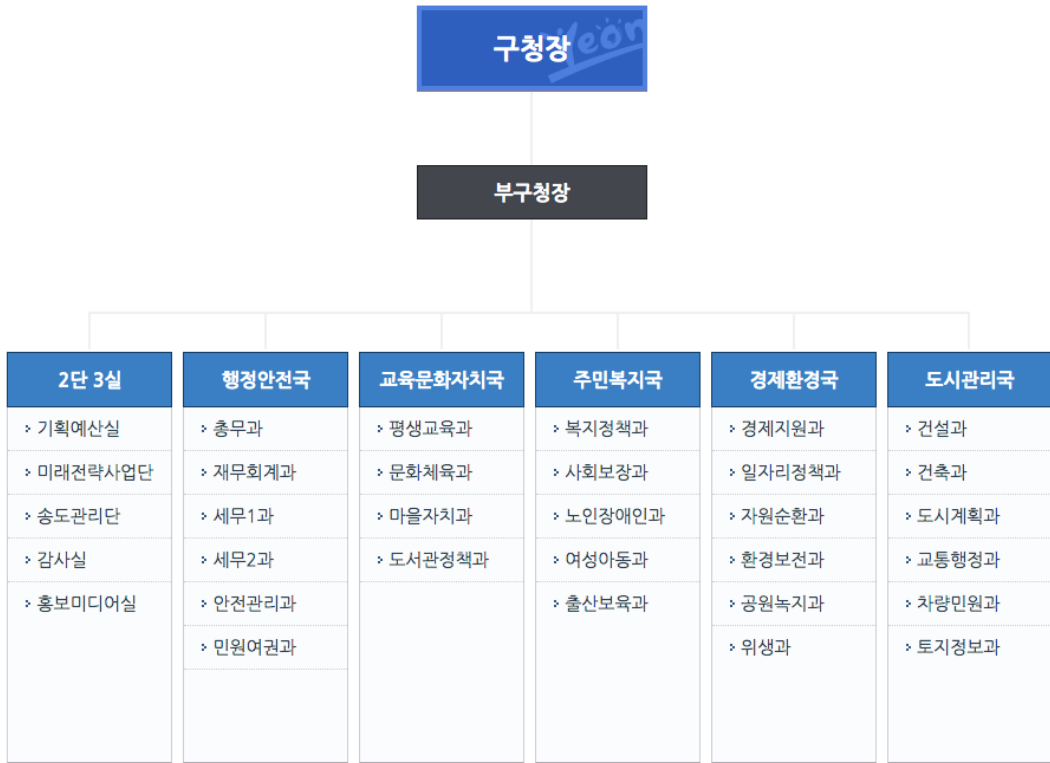 구청장
Yeon
부구청장
2단 3실
기획예산실
미래전략사업단
송도관리단
감사실
홍보미디어실
행정안전국
총무과
재무회계과
세무1과
세무2과
안전관리과
민원여권과
교육문화자치국
평생교육과
문화체육과
마을자치과
도서관정책과
주민복지국
복지정책과
사회보장과
노인장애인과
여성아동과
출산보육과
경제환경국
경제지원과
일자리정책과
자원순환과
환경보전과
공원녹지과
위생과
도시관리국
건설과
건축과
도시계획과
교통행정과
차량민원과
토지정보과